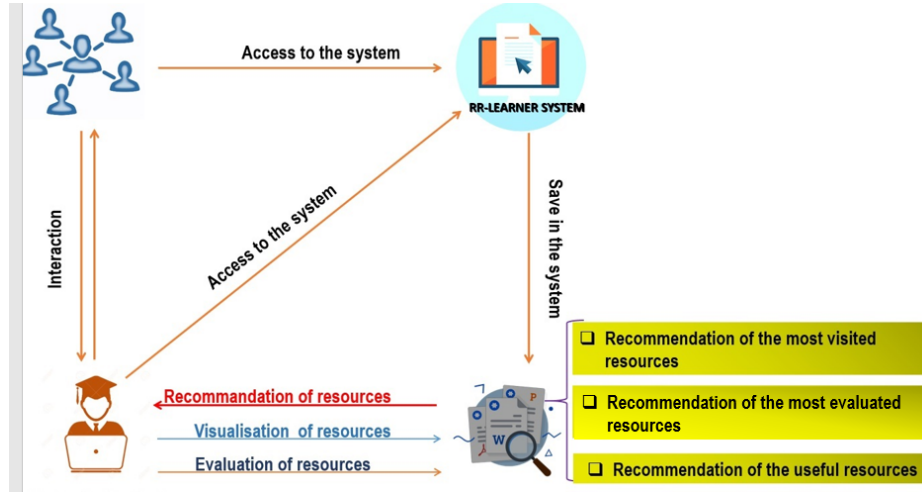 Access to the system
RR-LEARNER SYSTEM
Interaction
Access to the system
Save in the system
Recommandation of resources
Visualisation of resources
Evaluation of resources
W
P
❑ Recommendation of the most visited
resources
❑ Recommendation of the most evaluated
resources
❑ Recommendation of the useful resources